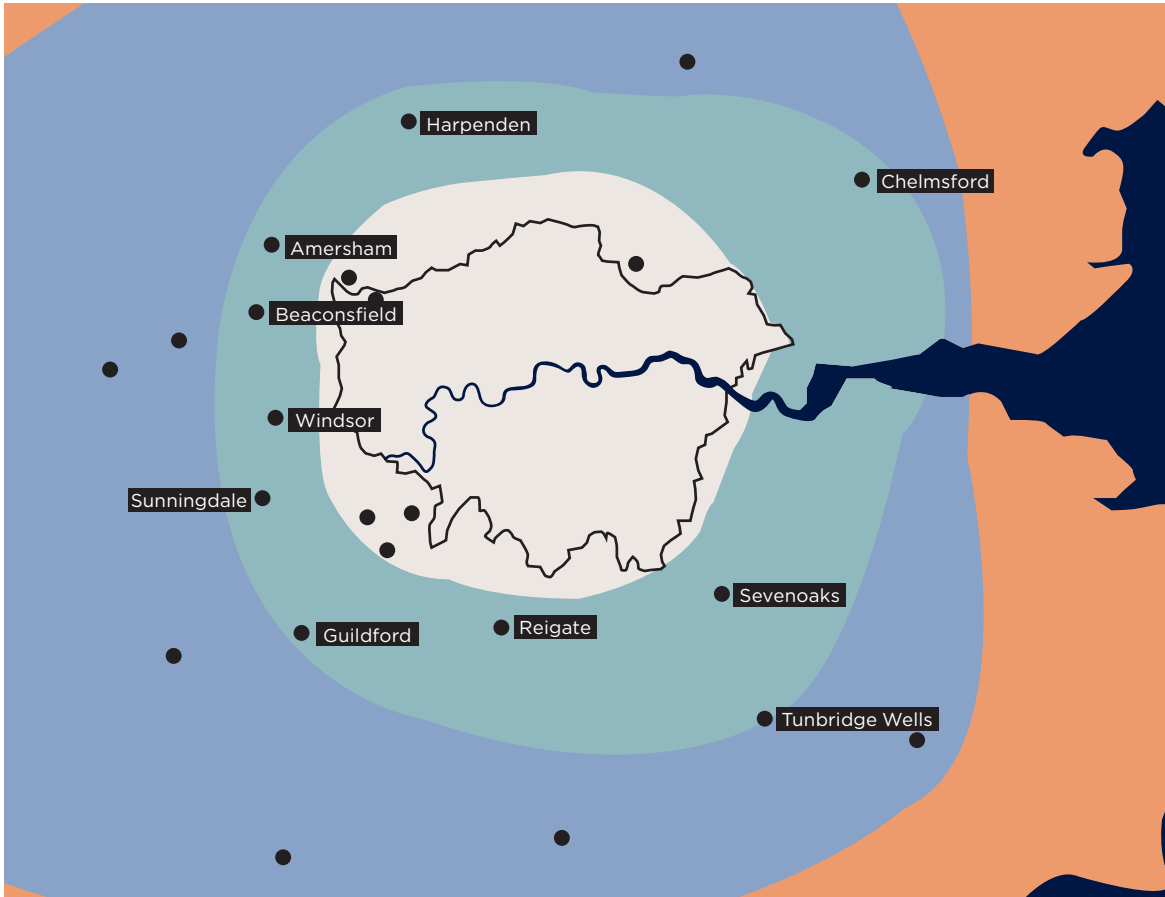 Harpenden
Chelmsford
Amersham
Beaconsfield
Windsor
Sunningdale
Sevenoaks
Guildford
Reigate
Tunbridge Wells